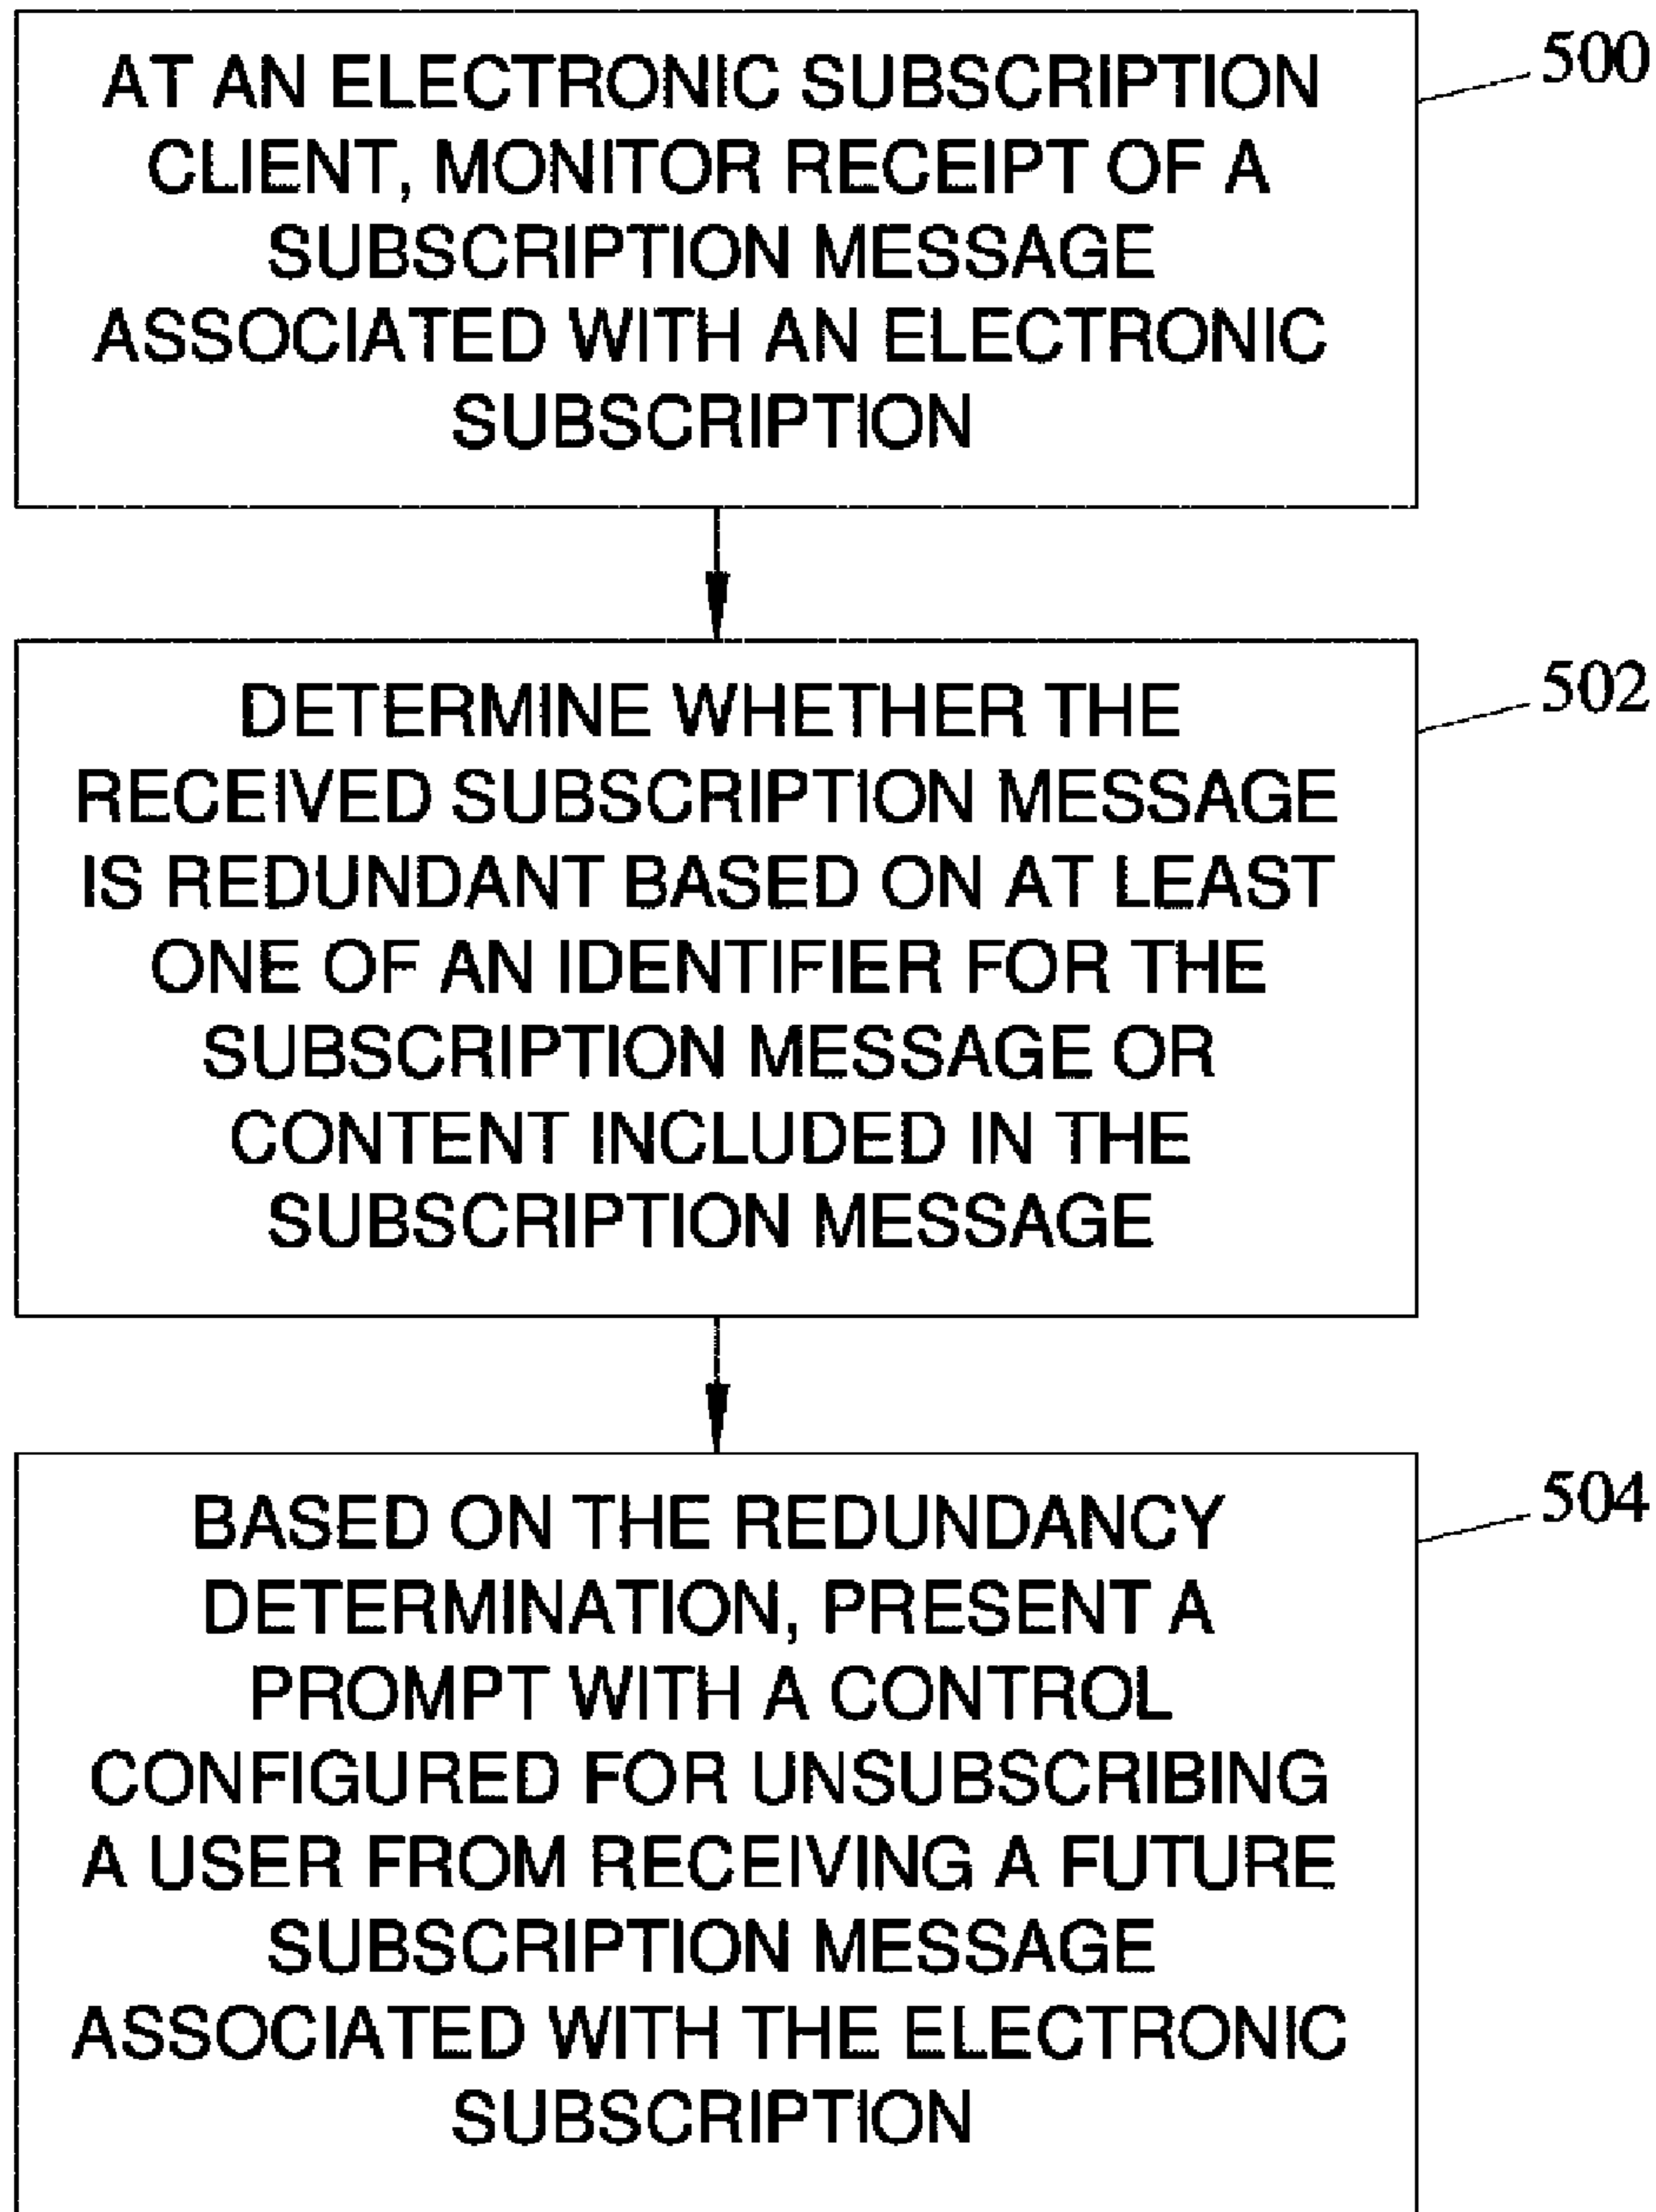 AT AN ELECTRONIC SUBSCRIPTION
CLIENT, MONITOR RECEIPT OF A
SUBSCRIPTION MESSAGE
ASSOCIATED WITH AN ELECTRONIC
SUBSCRIPTION
500
DETERMINE WHETHER THE
RECEIVED SUBSCRIPTION MESSAGE
IS REDUNDANT BASED ON AT LEAST
ONE OF AN IDENTIFIER FOR THE
SUBSCRIPTION MESSAGE OR
CONTENT INCLUDED IN THE
SUBSCRIPTION MESSAGE
502
BASED ON THE REDUNDANCY
DETERMINATION, PRESENT A
PROMPT WITH A CONTROL
CONFIGURED FOR UNSUBSCRIBING
A USER FROM RECEIVING A FUTURE
SUBSCRIPTION MESSAGE
ASSOCIATED WITH THE ELECTRONIC
SUBSCRIPTION
504